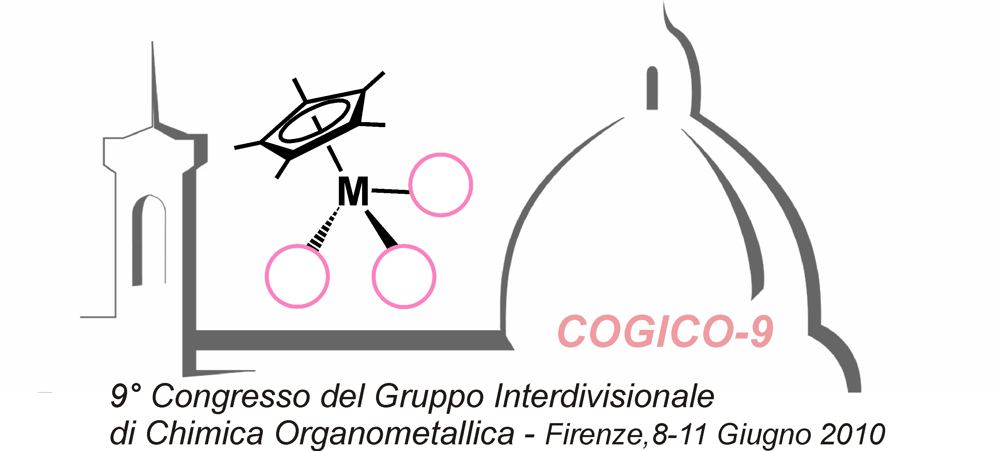 M
COGICO-9
9° Congresso del Gruppo Interdivisionale
di Chimica Organometallica - Firenze,8-11 Giugno 2010